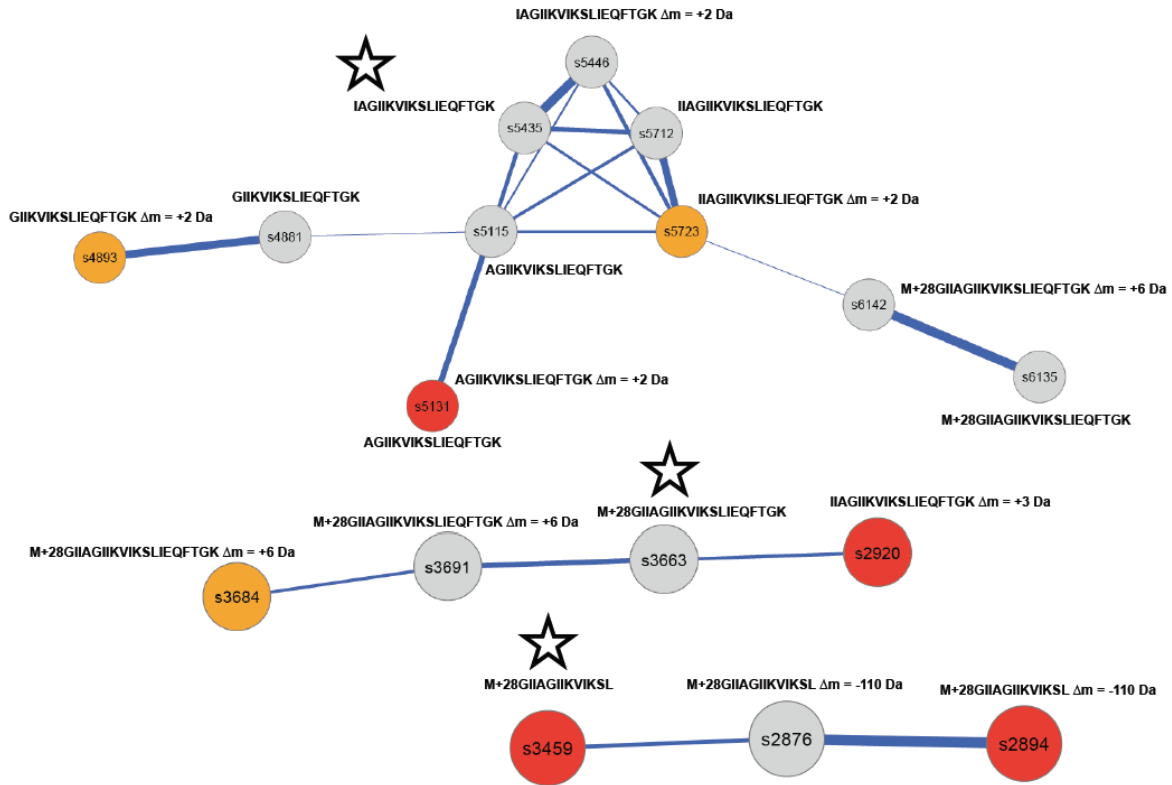 IAGIIKVIKSLIEQFTGK Δm = +2 Da
s5446
IAGIIKVIKSLIEQFTGK
IIAGIIKVIKSLIEQFTGK
s5435
s5712
GIIKVIKSLIEQFTGK
IIAGIIKVIKSLIEQFTGK Δm = +2 Da
GIIKVIKSLIEQFTGK Δm = +2 Da
s4881
s5115
s5723
s4893
AGIIKVIKSLIEQFTGK
M+28GIIAGIIKVIKSLIEQFTGK Δm = +6 Da
s6142
AGIIKVIKSLIEQFTGK Δm = +2 Da
s6135
s5131
M+28GIIAGIIKVIKSLIEQFTGK
AGIIKVIKSLIEQFTGK
M+28GIIAGIIKVIKSLIEQFTGK
IIAGIIKVIKSLIEQFTGK Δm = +3 Da
M+28GIIAGIIKVIKSLIEQFTGK Δm = +6 Da
M+28GIIAGIIKVIKSLIEQFTGK Δm = +6 Da
s2920
s3663
s3691
s3684
M+28GIIAGIIKVIKSL
M+28GIIAGIIKVIKSL Δm = -110 Da
M+28GIIAGIIKVIKSL Δm = -110 Da
s3459
s2876
s2894